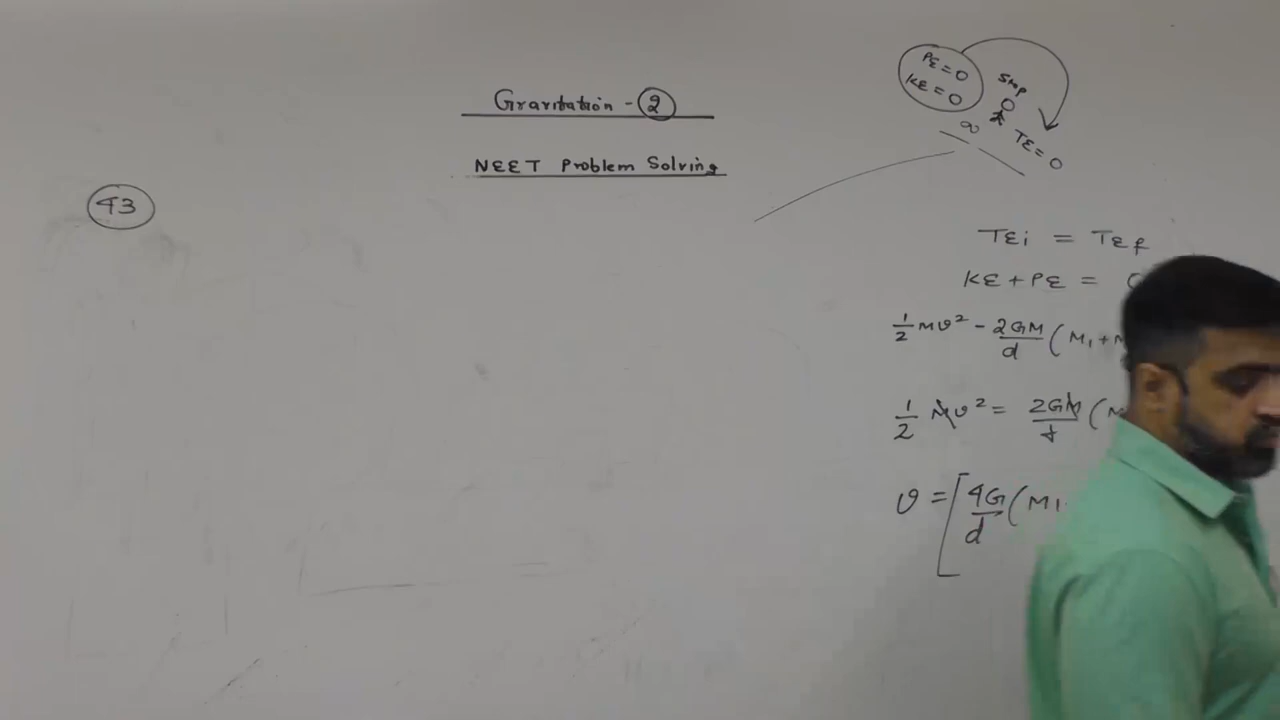 Gravitation - 2
NEET Problem Solving
43
PE = 0
KE = 0
Stop
∞
TE = 0
TEi = TEf
KE + PE =
1/2 mv² - 2GM/d (M1 +
1/2 Mv² = 2GM/d (
v = [4G/d (M1